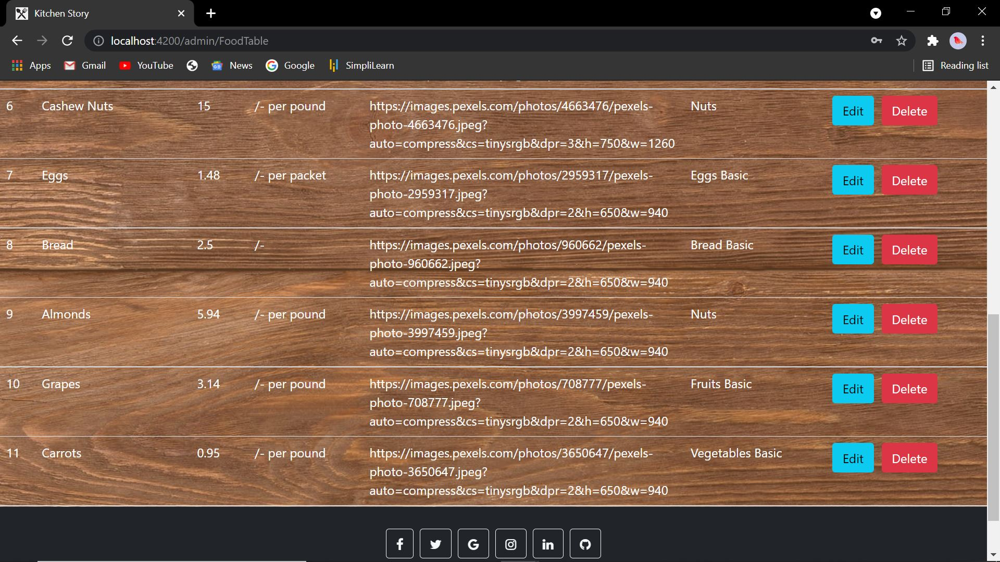 Kitchen Story
localhost:4200/admin/FoodTable
Apps Gmail YouTube News Google SimpliLearn Reading list
6 Cashew Nuts 15 /- per pound https://images.pexels.com/photos/4663476/pexels- Nuts Edit Delete
photo-4663476.jpeg?
auto=compress&cs=tinysrgb&dpr=3&h=750&w=1260
7 Eggs 1.48 /- per packet https://images.pexels.com/photos/2959317/pexels- Eggs Basic Edit Delete
photo-2959317.jpeg?
auto=compress&cs=tinysrgb&dpr=2&h=650&w=940
8 Bread 2.5 /- https://images.pexels.com/photos/960662/pexels- Bread Basic Edit Delete
photo-960662.jpeg?
auto=compress&cs=tinysrgb&dpr=2&h=650&w=940
9 Almonds 5.94 /- per pound https://images.pexels.com/photos/3997459/pexels- Nuts Edit Delete
photo-3997459.jpeg?
auto=compress&cs=tinysrgb&dpr=2&h=650&w=940
10 Grapes 3.14 /- per pound https://images.pexels.com/photos/708777/pexels- Fruits Basic Edit Delete
photo-708777.jpeg?
auto=compress&cs=tinysrgb&dpr=2&h=650&w=940
11 Carrots 0.95 /- per pound https://images.pexels.com/photos/3650647/pexels- Vegetables Basic Edit Delete
photo-3650647.jpeg?
auto=compress&cs=tinysrgb&dpr=2&h=650&w=940